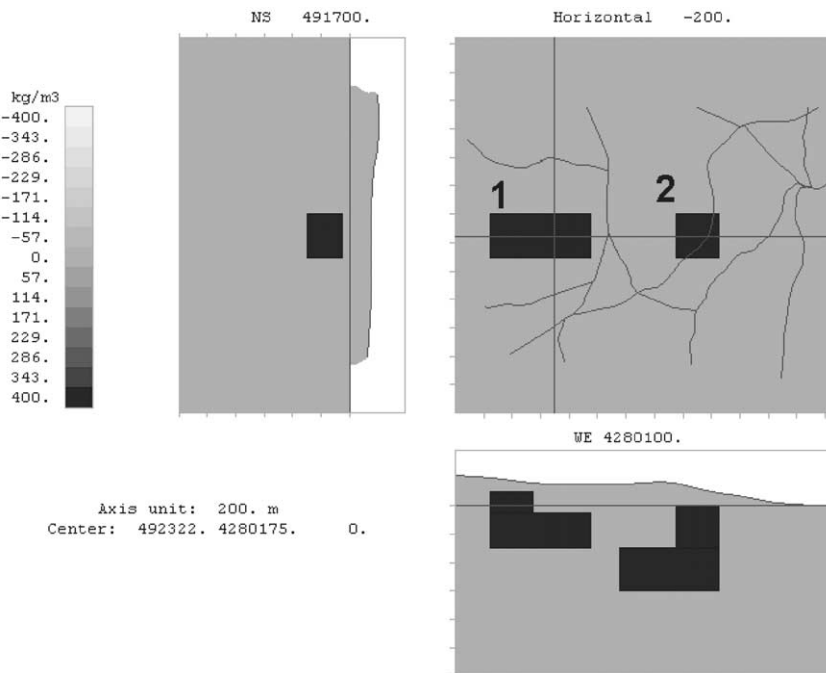 NS 491700.
Horizontal -200.
kg/m3
-400.
-343.
-286.
-229.
-171.
-114.
-57.
0.
57.
114.
171.
229.
286.
343.
400.
1
2
WE 4280100.
Axis unit: 200. m
Center: 492322. 4280175. 0.